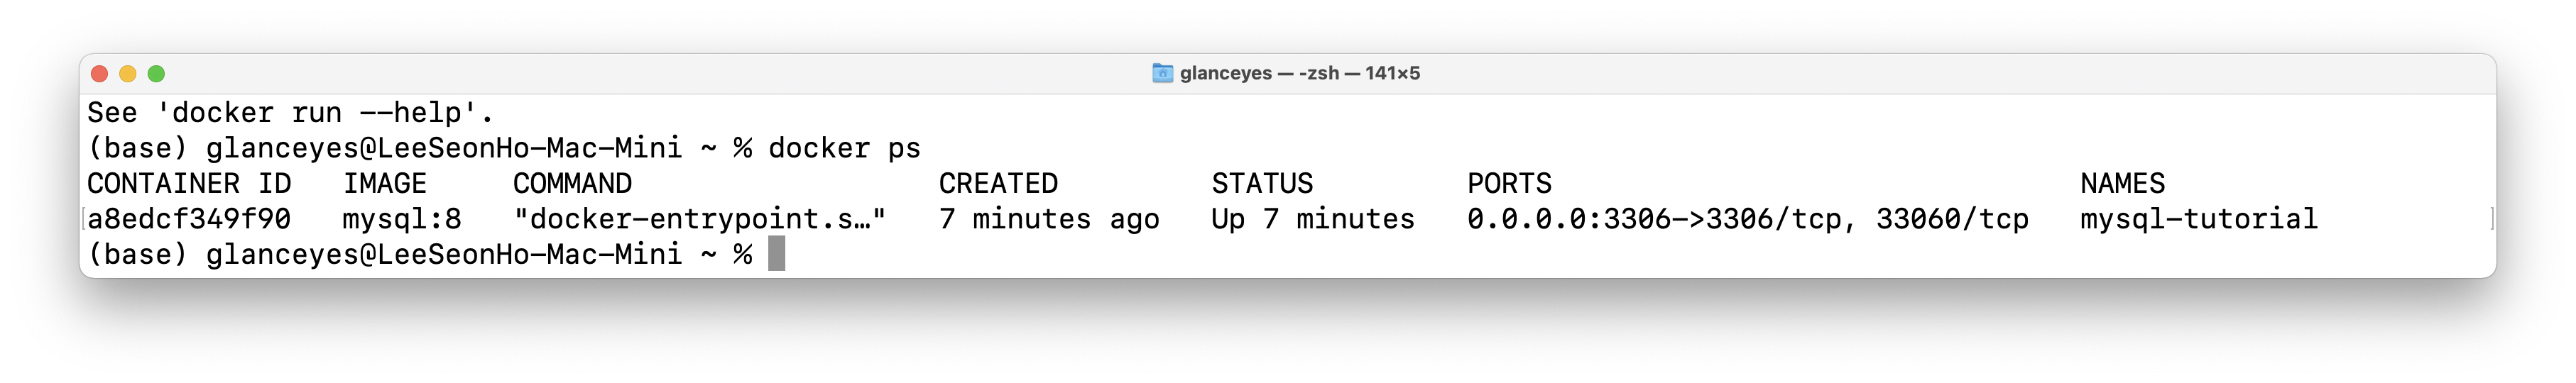 glanceyes — -zsh — 141×5
See 'docker run --help'.
(base) glanceyes@LeeSeonHo-Mac-Mini ~ % docker ps
CONTAINER ID   IMAGE     COMMAND                  CREATED         STATUS         PORTS                               NAMES
a8edcf349f90   mysql:8   "docker-entrypoint.s…"   7 minutes ago   Up 7 minutes   0.0.0.0:3306->3306/tcp, 33060/tcp   mysql-tutorial
(base) glanceyes@LeeSeonHo-Mac-Mini ~ %